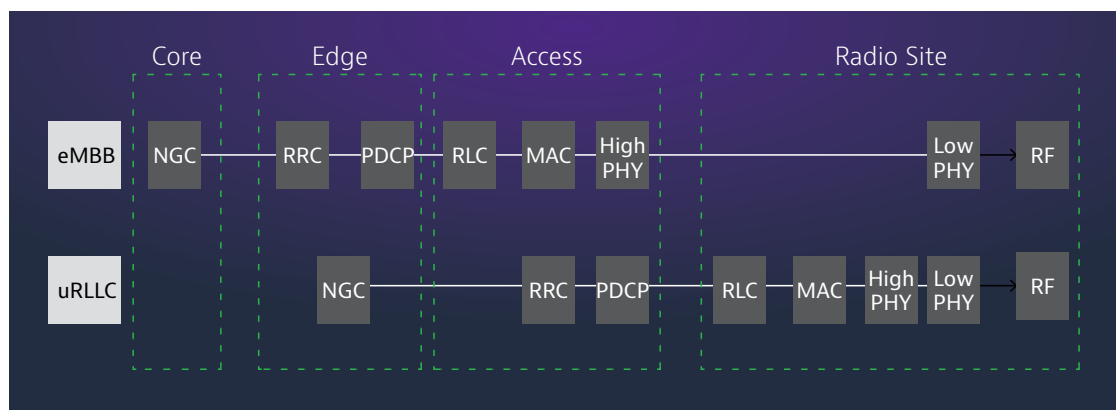 Core Edge Access Radio Site
eMBB NGC RRC PDCP RLC MAC High PHY Low PHY RF
uRLLC NGC RRC PDCP RLC MAC High PHY Low PHY RF